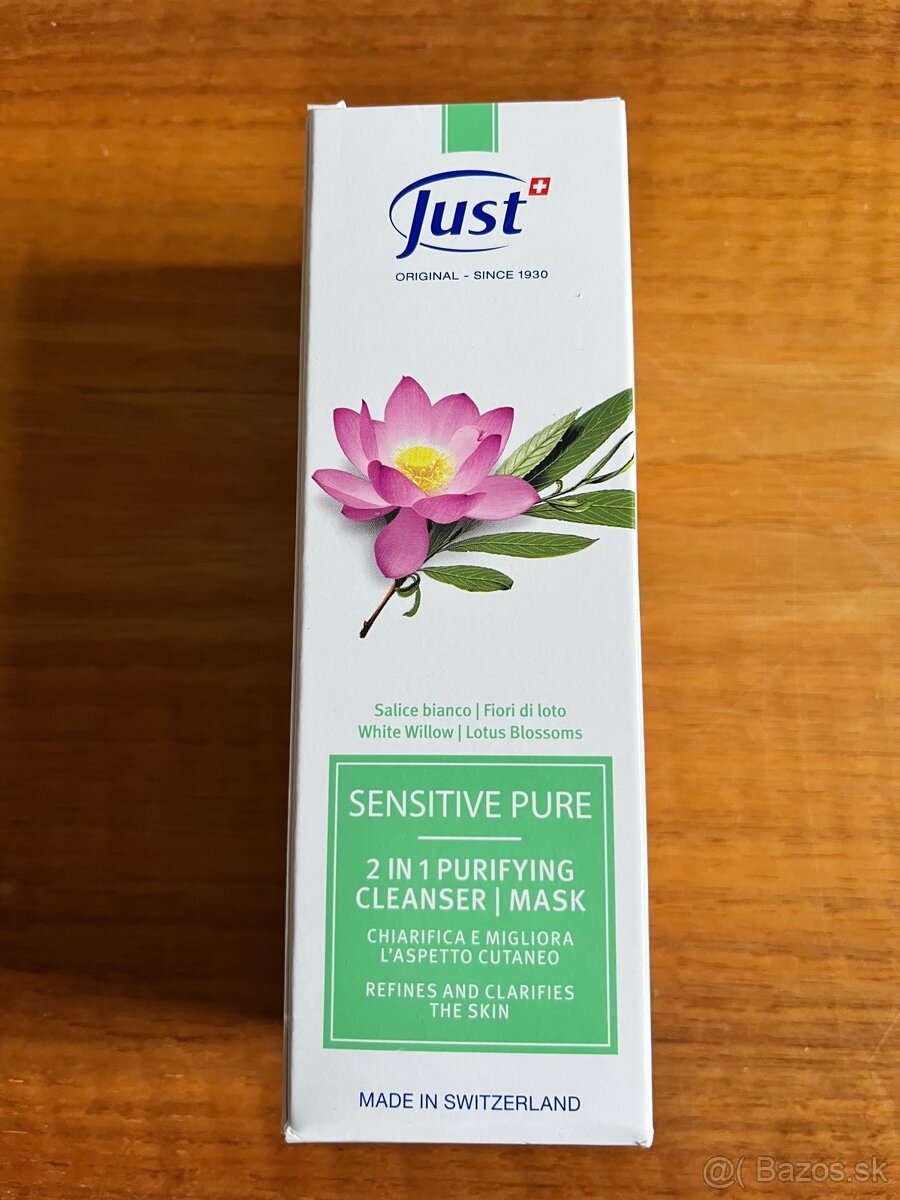 Just
ORIGINAL - SINCE 1930
Salice bianco | Fiori di loto
White Willow | Lotus Blossoms
SENSITIVE PURE
2 IN 1 PURIFYING
CLEANSER | MASK
CHIARIFICA E MIGLIORA
L'ASPETTO CUTANEO
REFINES AND CLARIFIES
THE SKIN
MADE IN SWITZERLAND
@( Bazos.sk